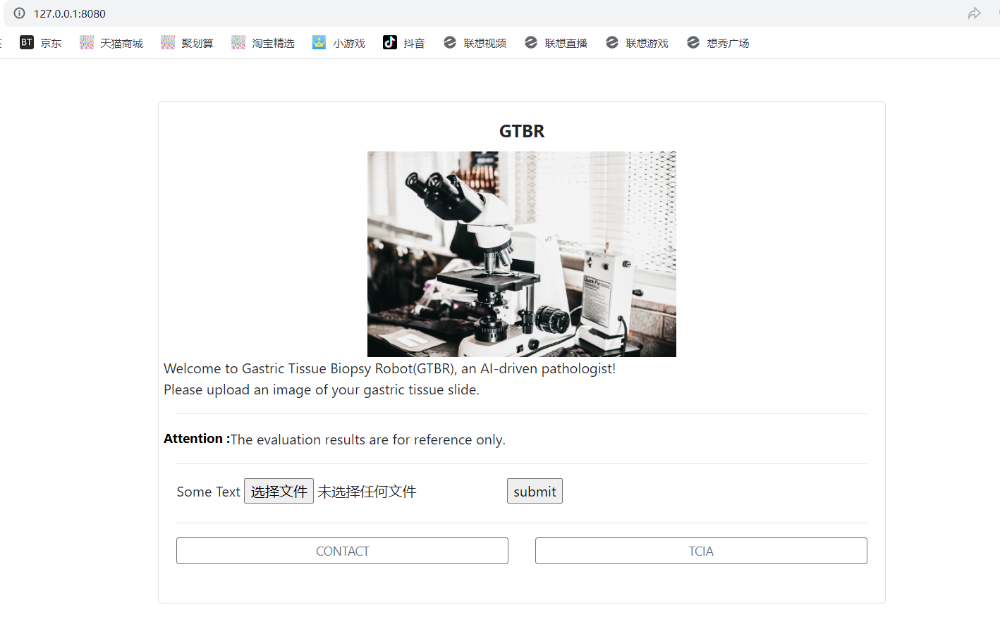 127.0.0.1:8080
BT 京东 天猫商城 聚划算 淘宝精选 小游戏 抖音 联想视频 联想直播 联想游戏 想秀广场
GTBR
MT
Quick Fix
Welcome to Gastric Tissue Biopsy Robot(GTBR), an AI-driven pathologist!
Please upload an image of your gastric tissue slide.
Attention :The evaluation results are for reference only.
Some Text 选择文件 未选择任何文件 submit
CONTACT TCIA